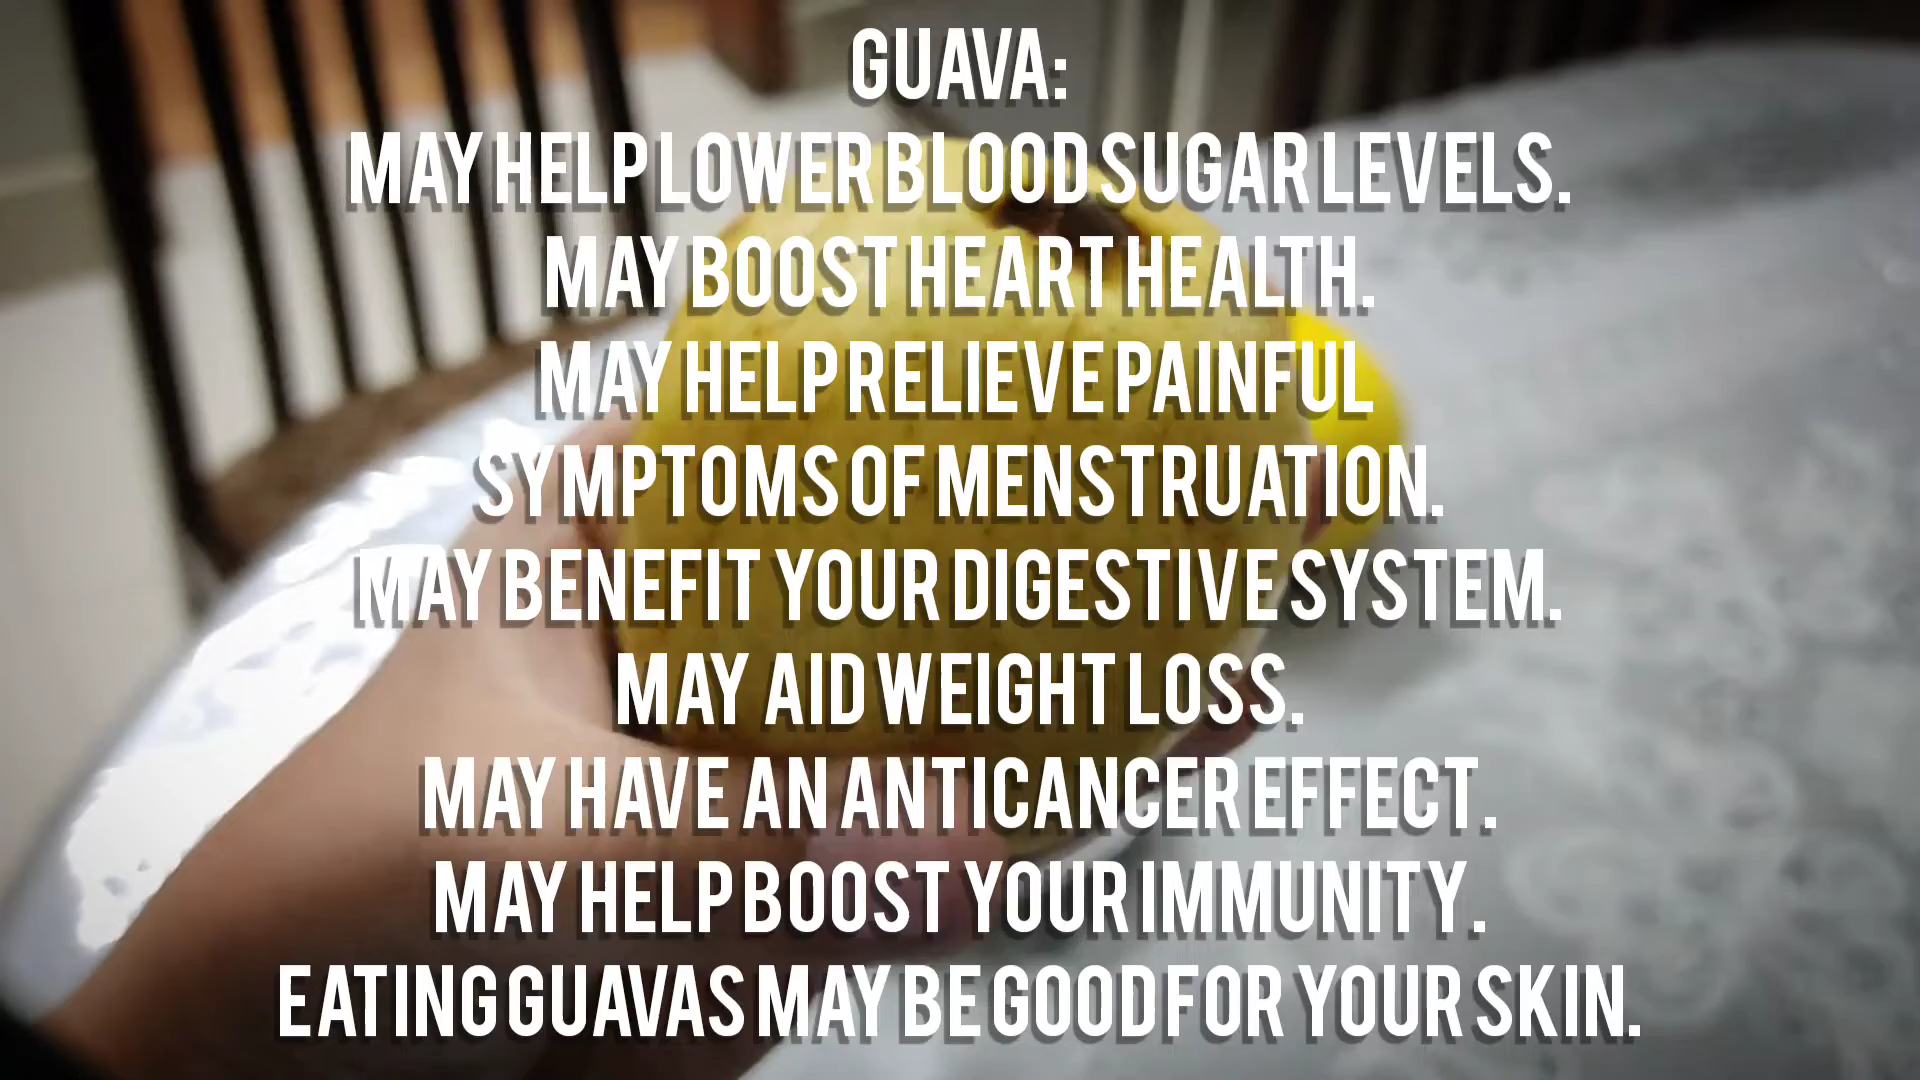 GUAVA:
MAY HELP LOWER BLOOD SUGAR LEVELS.
MAY BOOST HEART HEALTH.
MAY HELP RELIEVE PAINFUL
SYMPTOMS OF MENSTRUATION.
MAY BENEFIT YOUR DIGESTIVE SYSTEM.
MAY AID WEIGHT LOSS.
MAY HAVE AN ANTICANCER EFFECT.
MAY HELP BOOST YOUR IMMUNITY.
EATING GUAVAS MAY BE GOOD FOR YOUR SKIN.